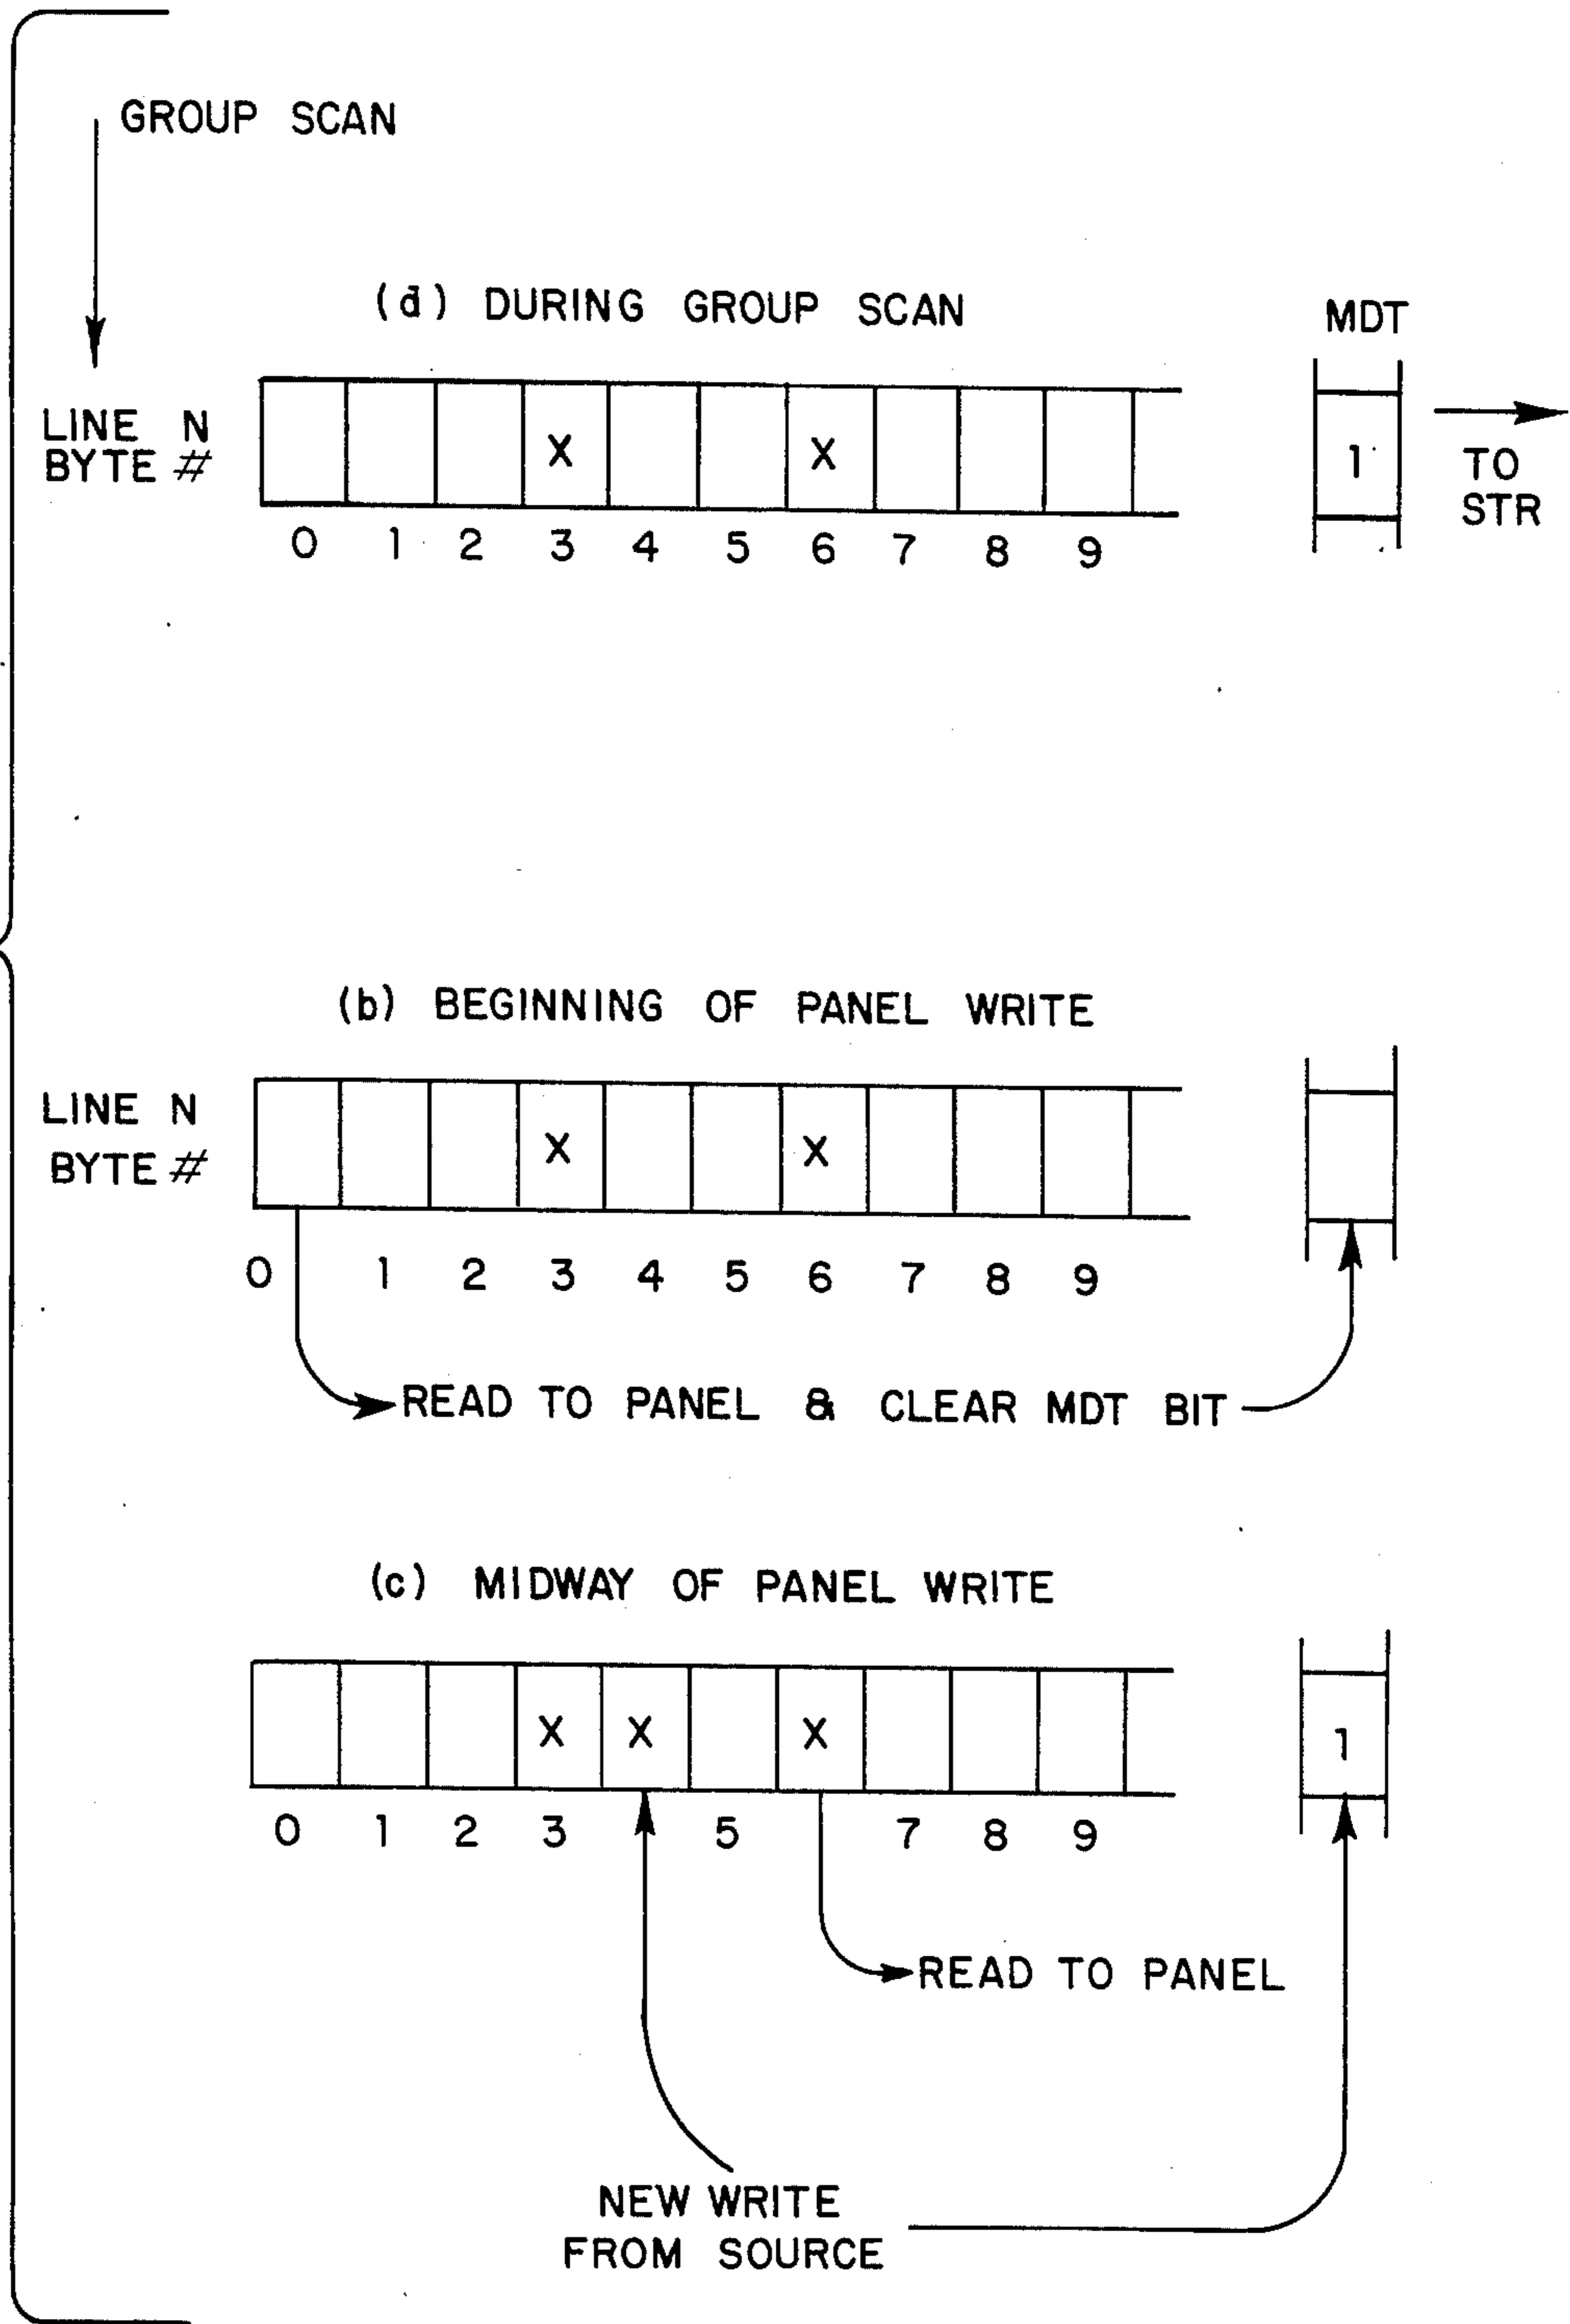 GROUP SCAN
(d) DURING GROUP SCAN
MDT
LINE N
BYTE #
X X
1
TO
STR
0 1 2 3 4 5 6 7 8 9
(b) BEGINNING OF PANEL WRITE
LINE N
BYTE #
X X
0 1 2 3 4 5 6 7 8 9
READ TO PANEL & CLEAR MDT BIT
(c) MIDWAY OF PANEL WRITE
X X X
1
0 1 2 3 5 7 8 9
READ TO PANEL
NEW WRITE
FROM SOURCE